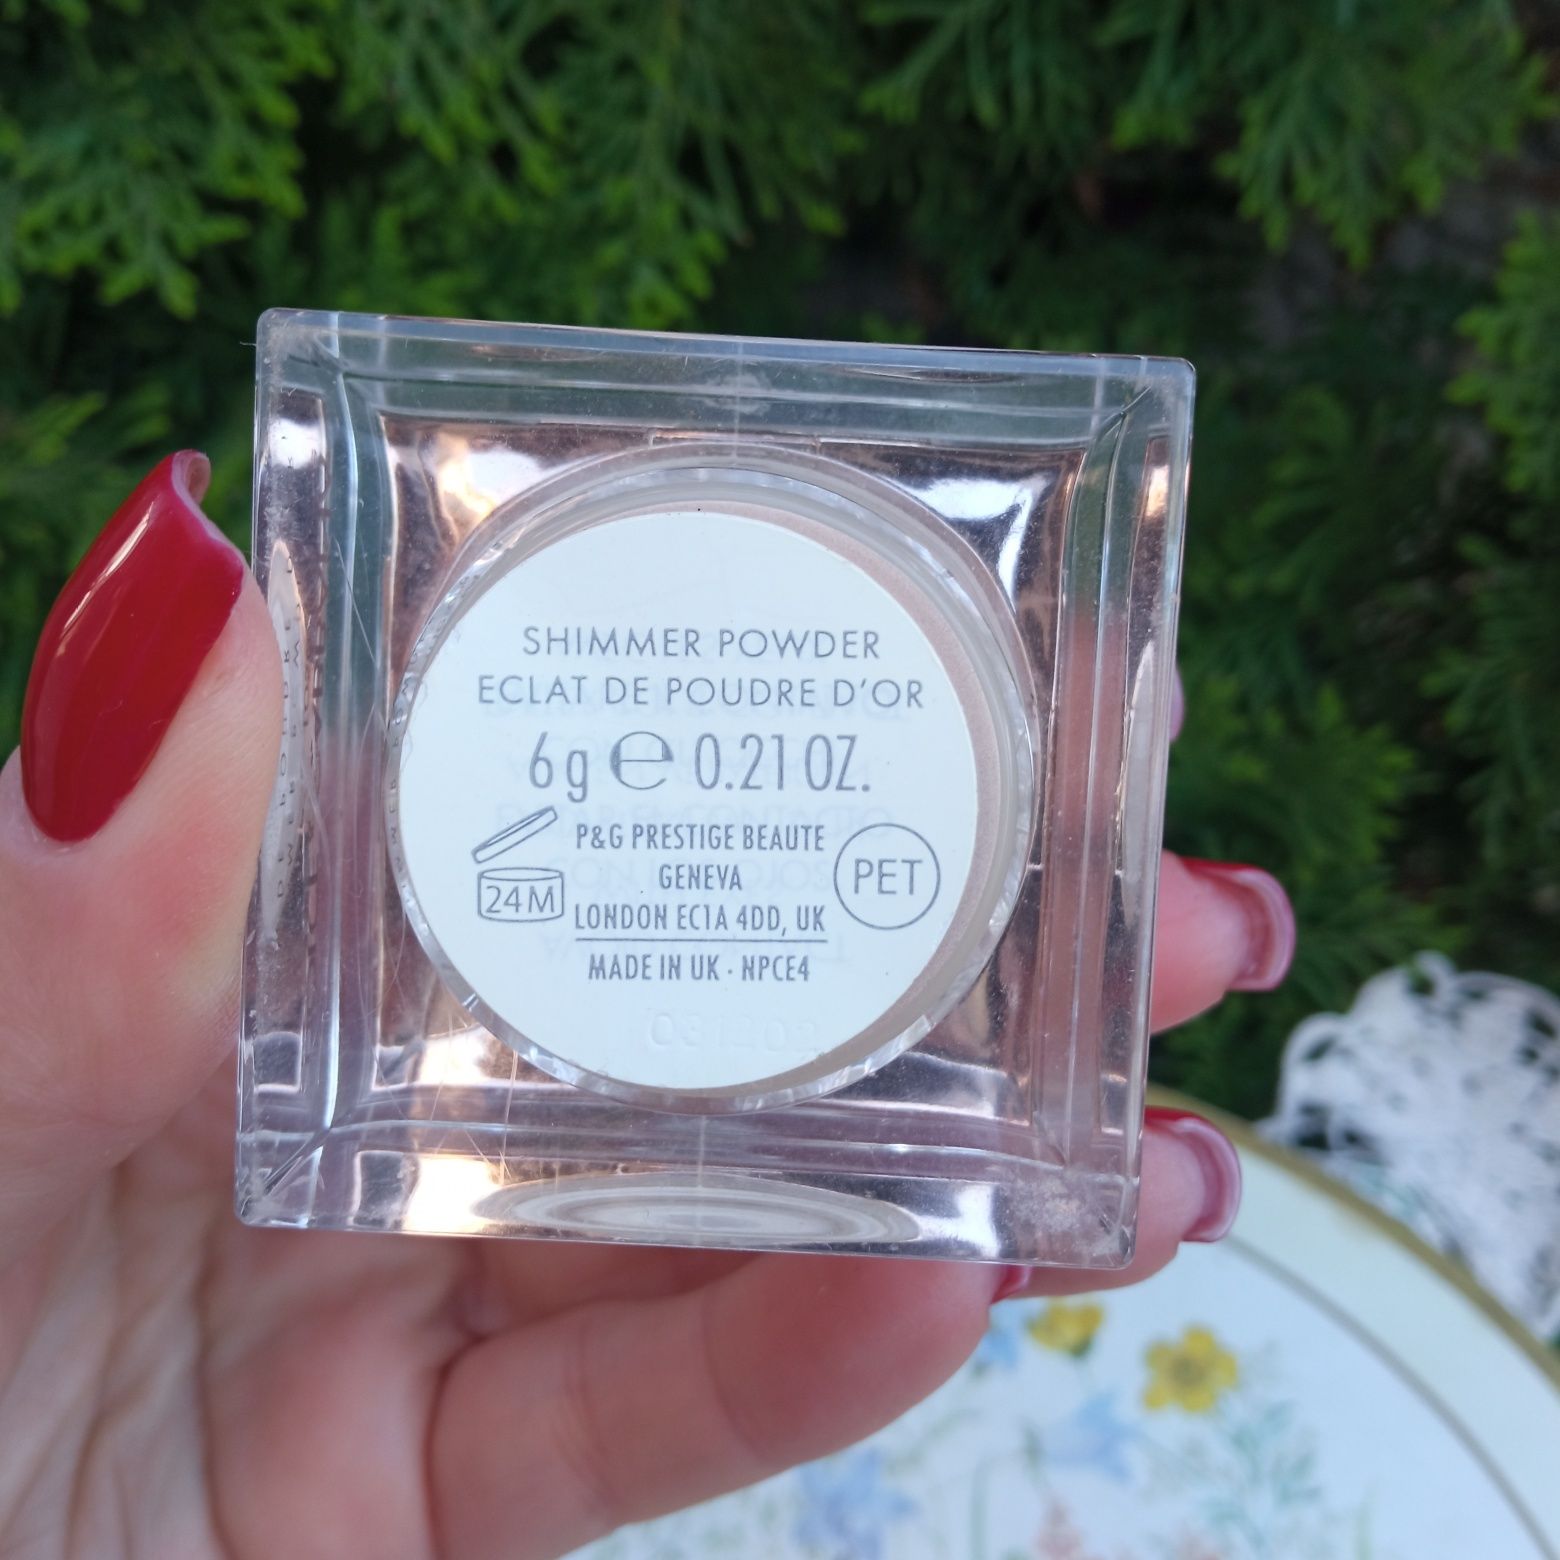 SHIMMER POWDER
ECLAT DE POUDRE D'OR
6g e 0.21 OZ.
24M
P&G PRESTIGE BEAUTE
GENEVA
LONDON EC1A 4DD, UK
PET
MADE IN UK · NPCE4